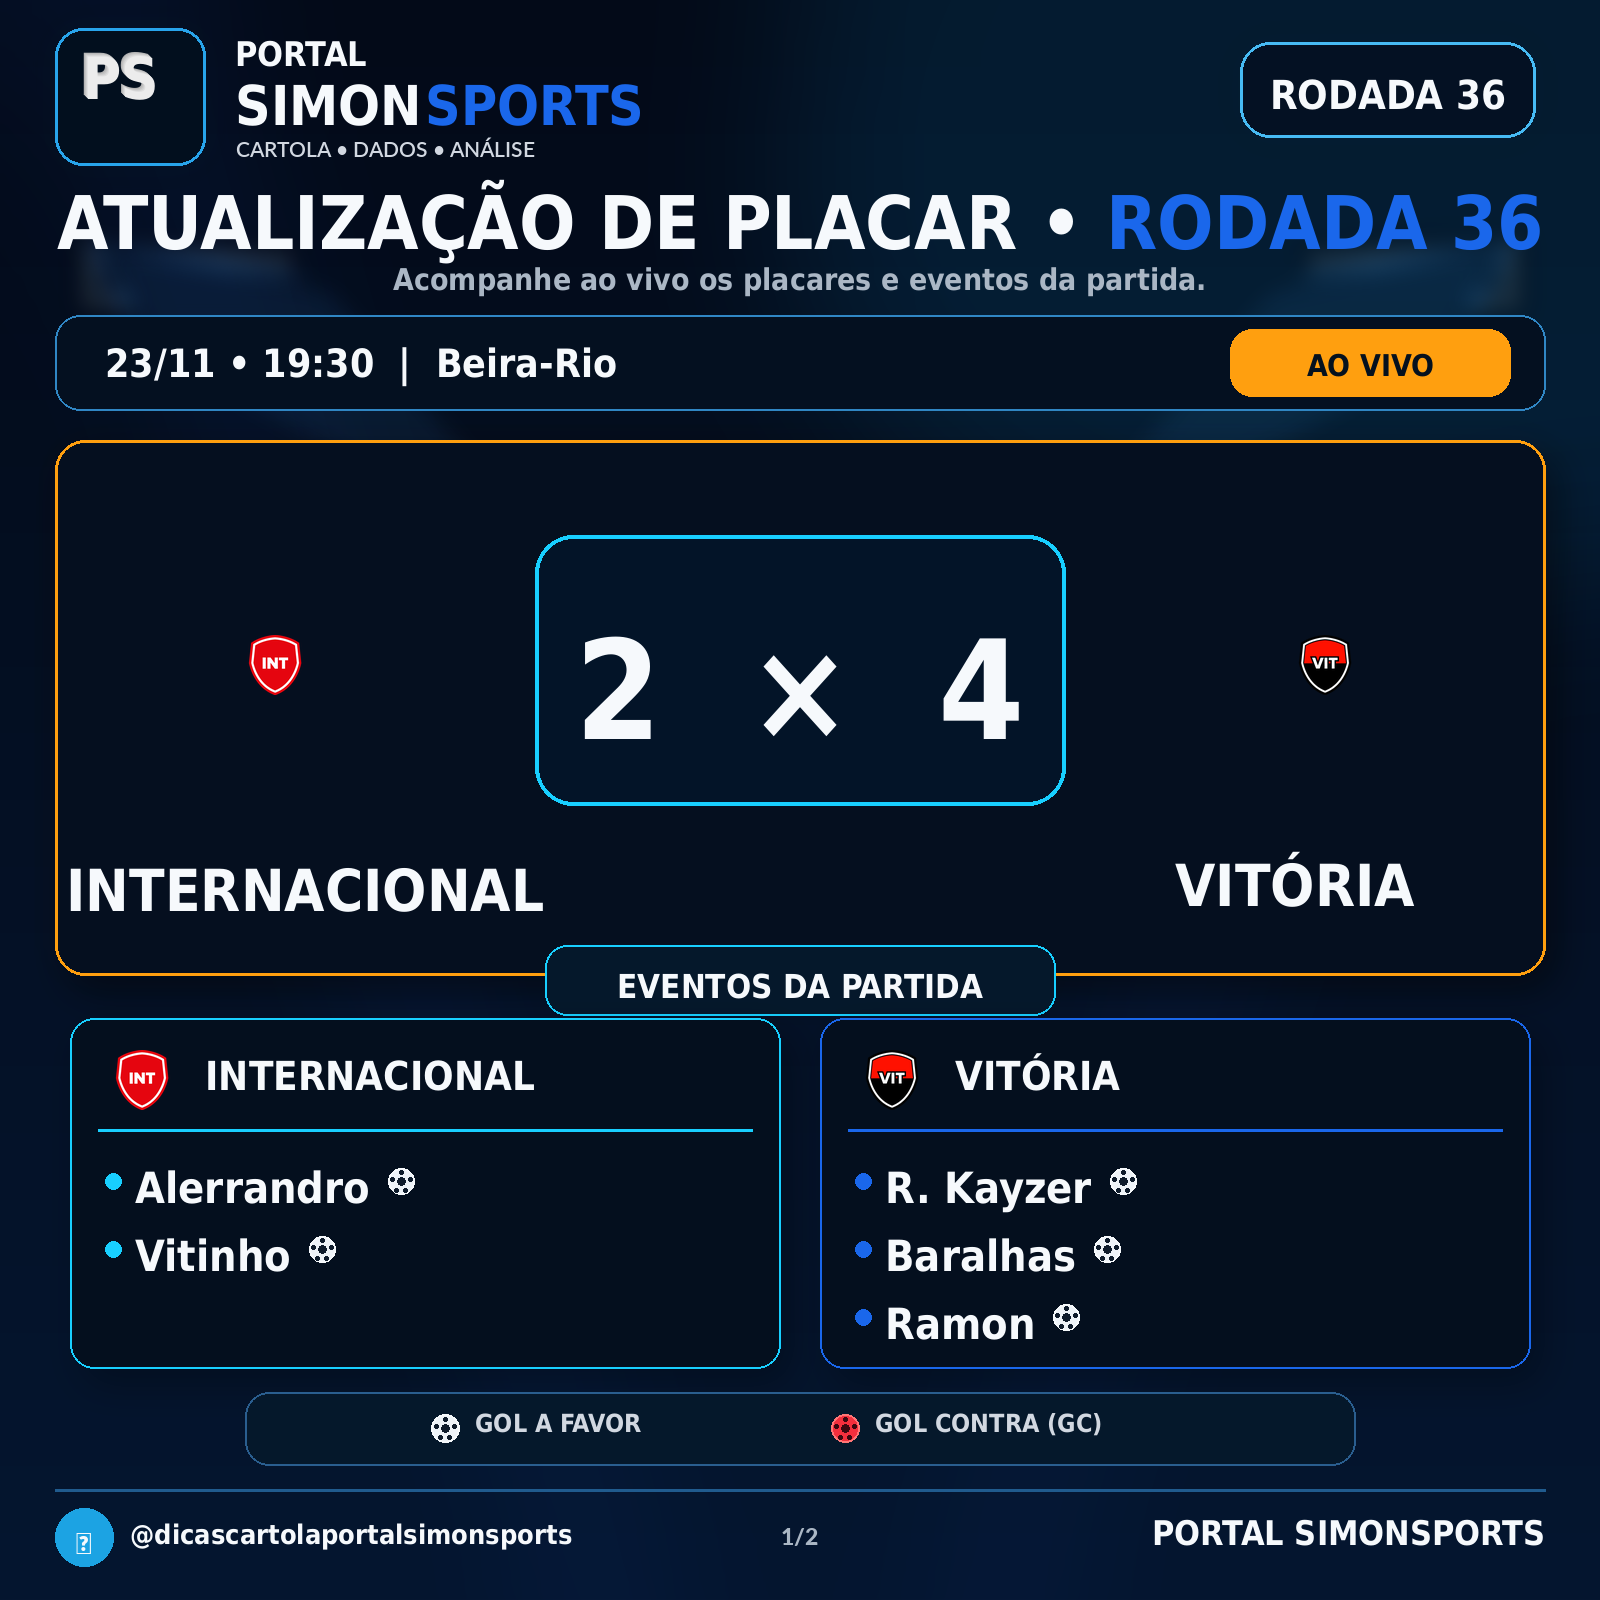 PS
PORTAL
SIMONSPORTS
CARTOLA • DADOS • ANÁLISE
RODADA 36
ATUALIZAÇÃO DE PLACAR • RODADA 36
Acompanhe ao vivo os placares e eventos da partida.
23/11 • 19:30 | Beira-Rio
AO VIVO
INT
2 × 4
VIT
INTERNACIONAL
VITÓRIA
EVENTOS DA PARTIDA
INT
INTERNACIONAL
Alerrandro
Vitinho
VIT
VITÓRIA
R. Kayzer
Baralhas
Ramon
GOL A FAVOR
GOL CONTRA (GC)
@dicascartolaportalsimonsports
1/2
PORTAL SIMONSPORTS